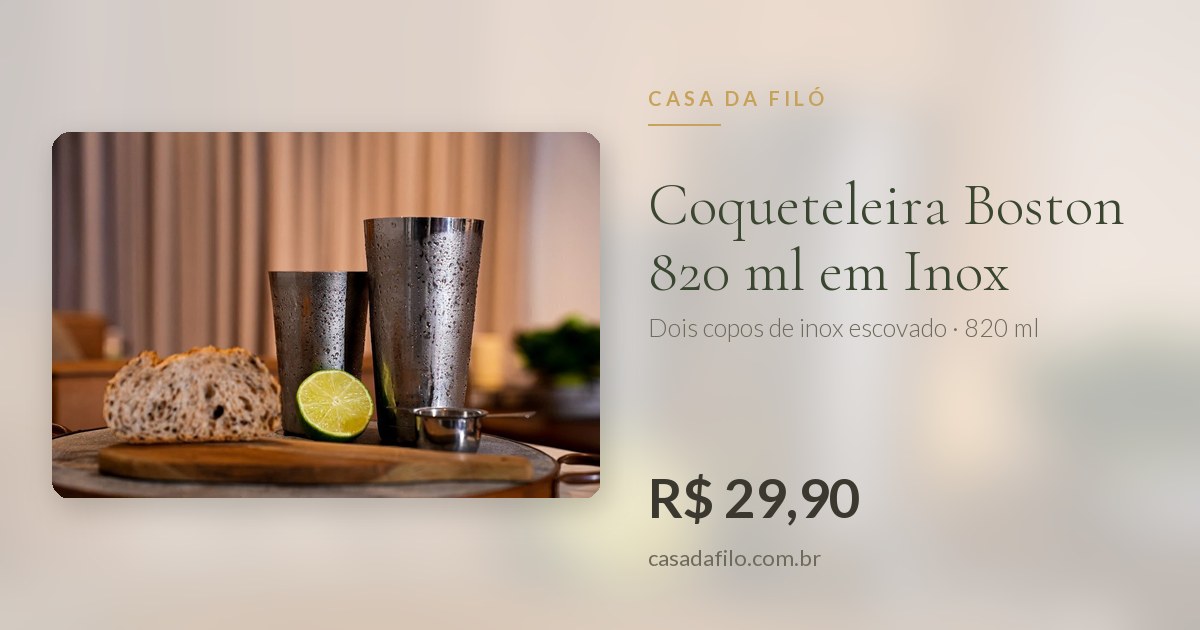 CASA DA FILÓ
Coqueteleira Boston
820 ml em Inox
Dois copos de inox escovado · 820 ml
R$ 29,90
casadafilo.com.br